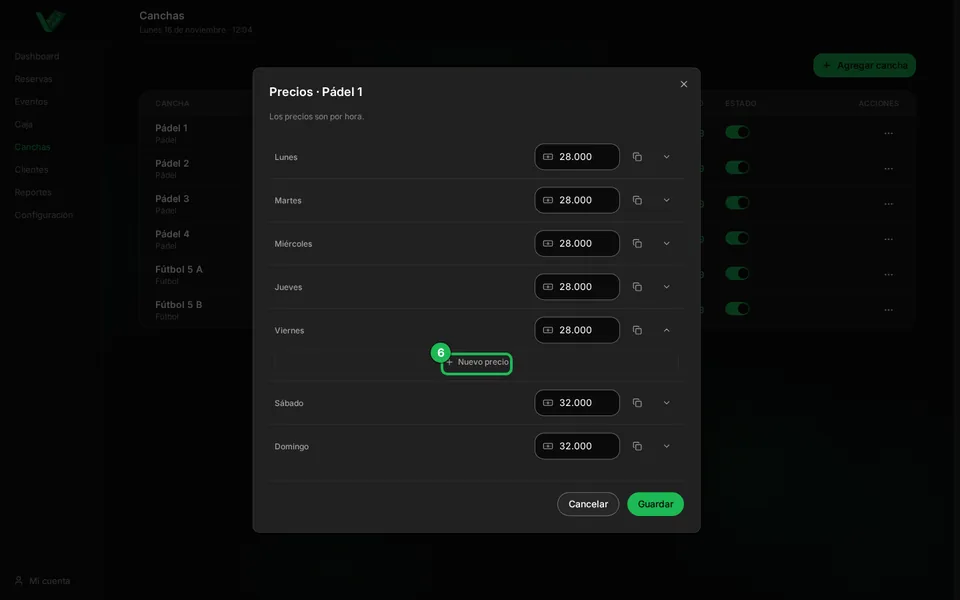 Canchas
Lunes 16 de noviembre · 12:04
Dashboard
Reservas
Eventos
Caja
Canchas
Clientes
Reportes
Configuración
Mi cuenta
+ Agregar cancha
CANCHA
ESTADO
ACCIONES
Pádel 1
Pádel
Pádel 2
Pádel
Pádel 3
Pádel
Pádel 4
Pádel
Fútbol 5 A
Fútbol
Fútbol 5 B
Fútbol
Precios · Pádel 1
Los precios son por hora.
Lunes 28.000
Martes 28.000
Miércoles 28.000
Jueves 28.000
Viernes 28.000
6
+ Nuevo precio
Sábado 32.000
Domingo 32.000
Cancelar
Guardar